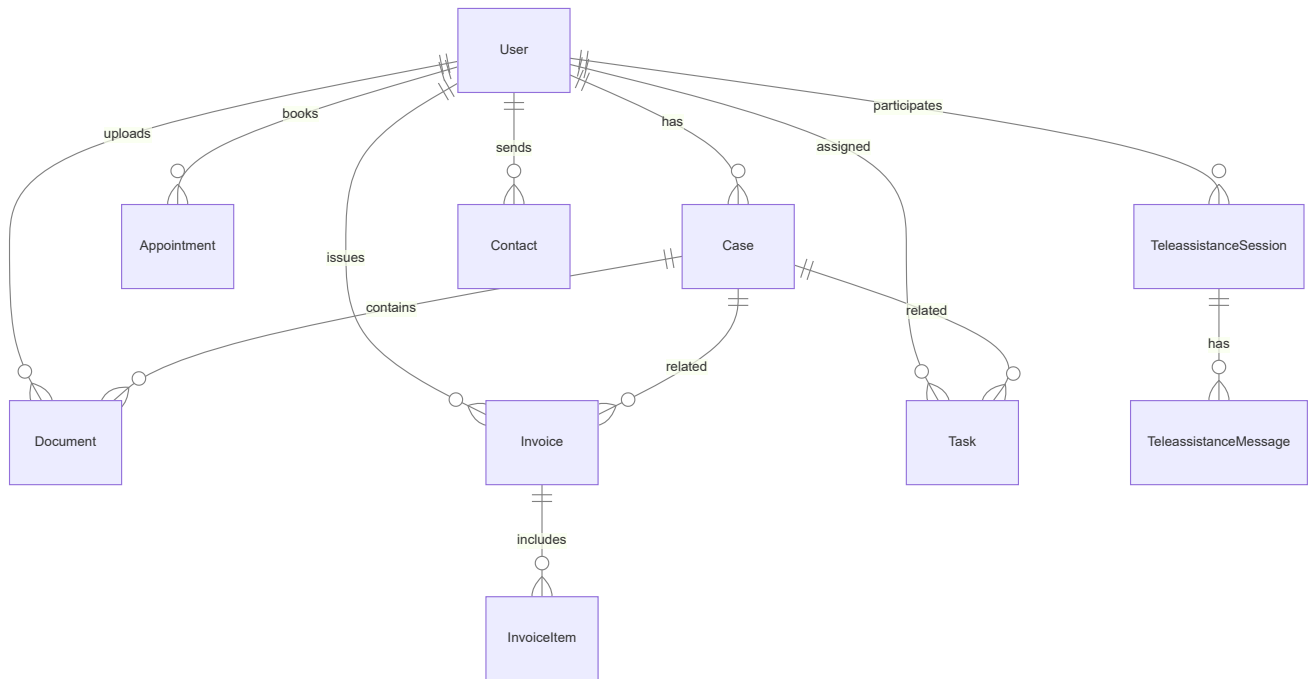 User
participates
books
has
uploads
sends
assigned
Appointment
Contact
Case
TeleassistanceSession
issues
contains
related
has
related
Document
Invoice
Task
TeleassistanceMessage
includes
InvoiceItem